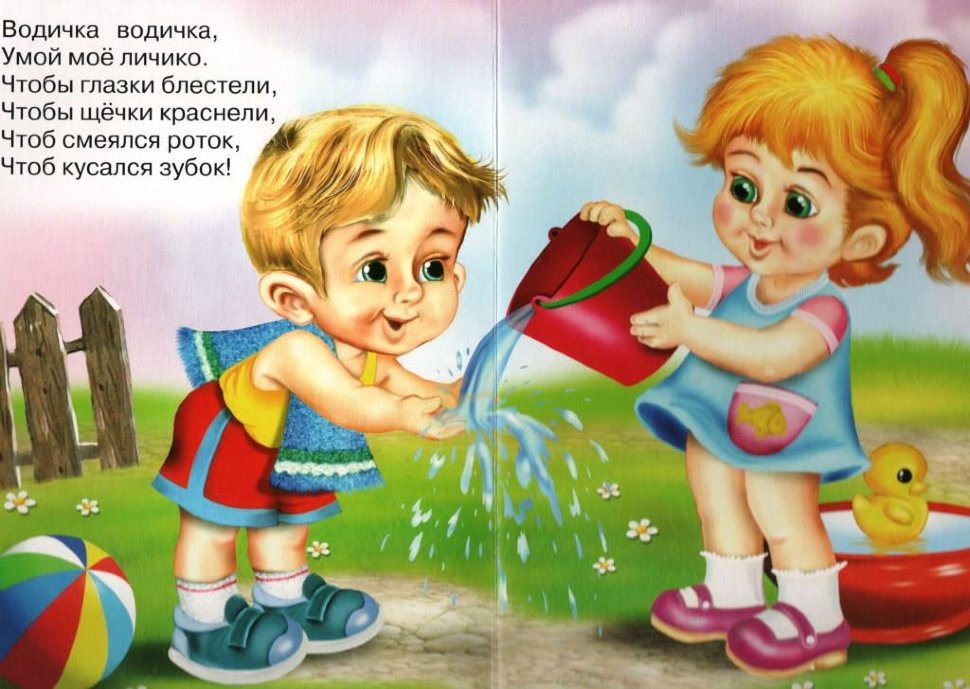 Водичка водичка,
Умой моё личико.
Чтобы глазки блестели,
Чтобы щёчки краснели,
Чтоб смеялся роток,
Чтоб кусался зубок!